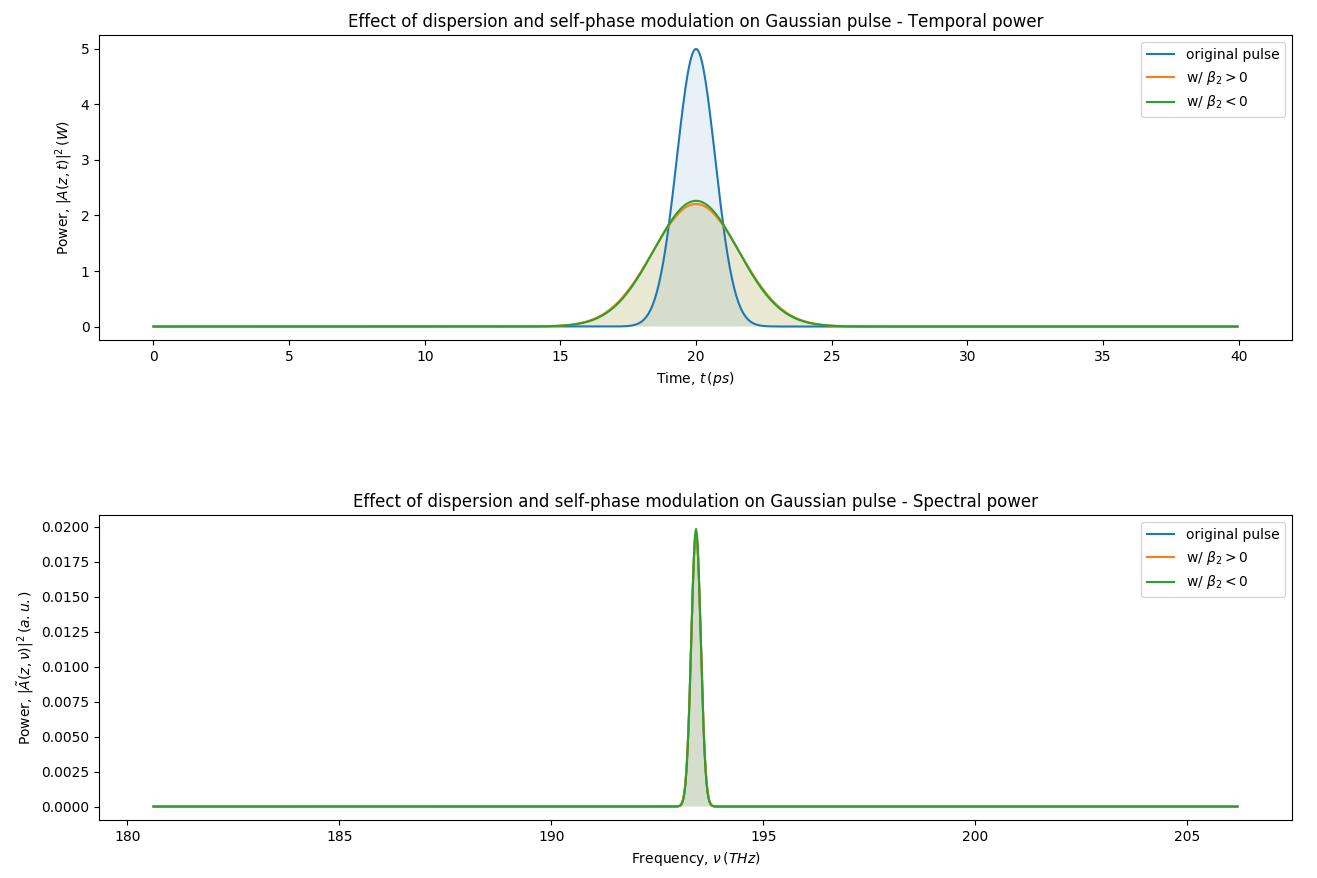 Effect of dispersion and self-phase modulation on Gaussian pulse - Temporal power
Power, |A(z, t)|² (W)
5
4
3
2
1
0
original pulse
w/ β₂ > 0
w/ β₂ < 0
0 5 10 15 20 25 30 35 40
Time, t (ps)
Effect of dispersion and self-phase modulation on Gaussian pulse - Spectral power
Power, |Ã(z, ν)|² (a. u.)
0.0200
0.0175
0.0150
0.0125
0.0100
0.0075
0.0050
0.0025
0.0000
original pulse
w/ β₂ > 0
w/ β₂ < 0
180 185 190 195 200 205
Frequency, ν (THz)